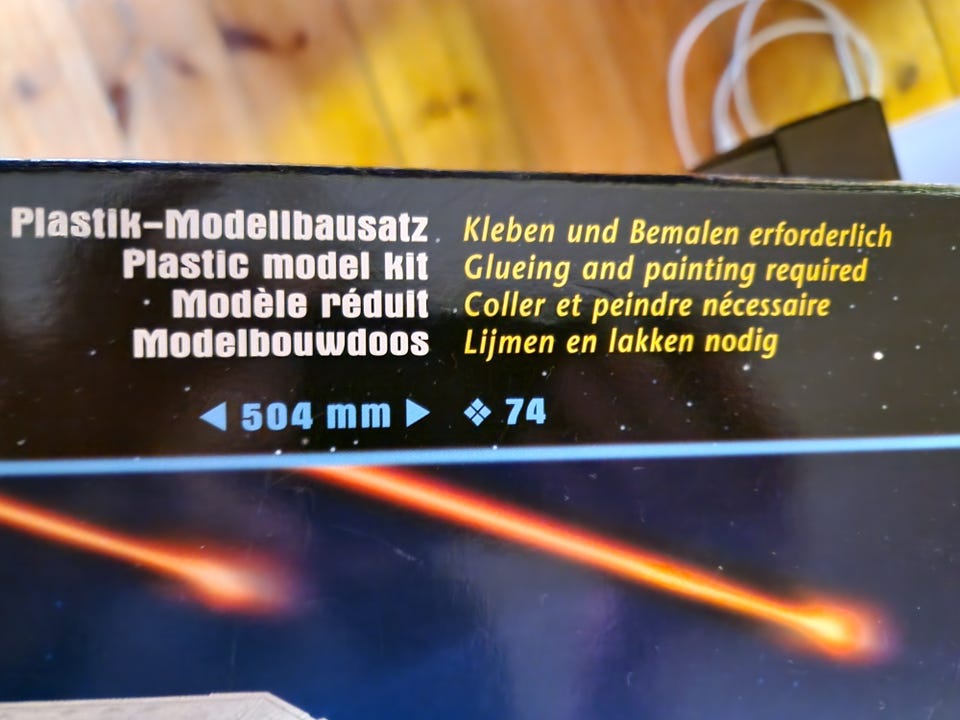 Plastik-Modellbausatz Kleben und Bemalen erforderlich
Plastic model kit Glueing and painting required
Modèle réduit Coller et peindre nécessaire
Modelbouwdoos Lijmen en lakken nodig
◀ 504 mm ▶ ❖ 74